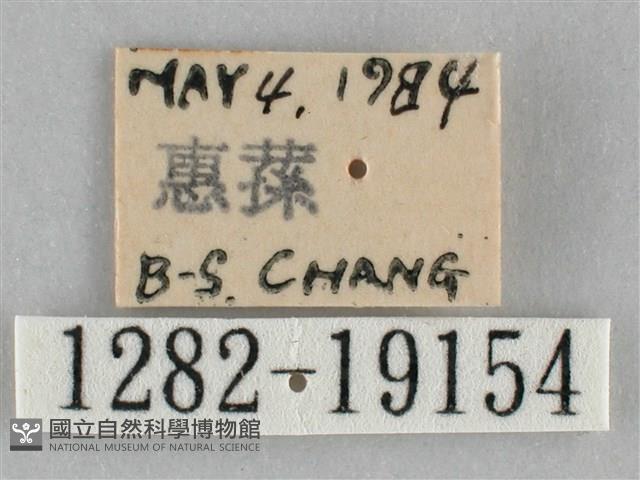 MAY 4, 1984
惠蓀
B-S. CHANG
1282-19154
國立自然科學博物館
NATIONAL MUSEUM OF NATURAL SCIENCE